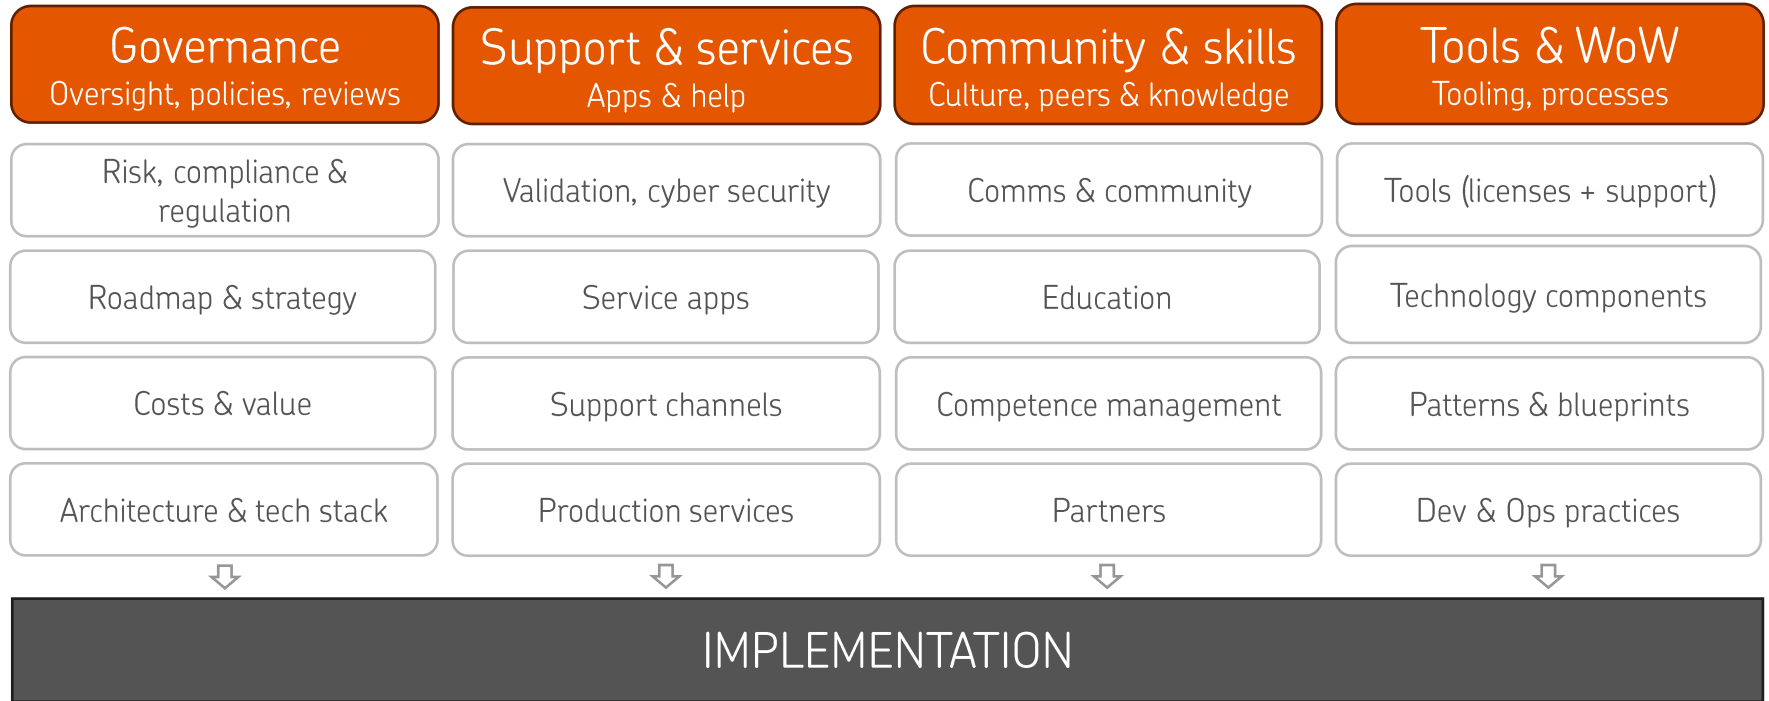 Governance
Oversight, policies, reviews
Risk, compliance &
regulation
Roadmap & strategy
Costs & value
Architecture & tech stack
Support & services
Apps & help
Validation, cyber security
Service apps
Support channels
Production services
Community & skills
Culture, peers & knowledge
Comms & community
Education
Competence management
Partners
Tools & WoW
Tooling, processes
Tools (licenses + support)
Technology components
Patterns & blueprints
Dev & Ops practices
IMPLEMENTATION